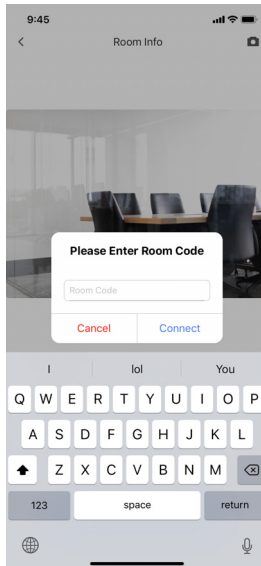 9:45
Room Info
Please Enter Room Code
Room Code
Cancel Connect
I lol You
Q W E R T Y U I O P
A S D F G H J K L
Z X C V B N M
123 space return